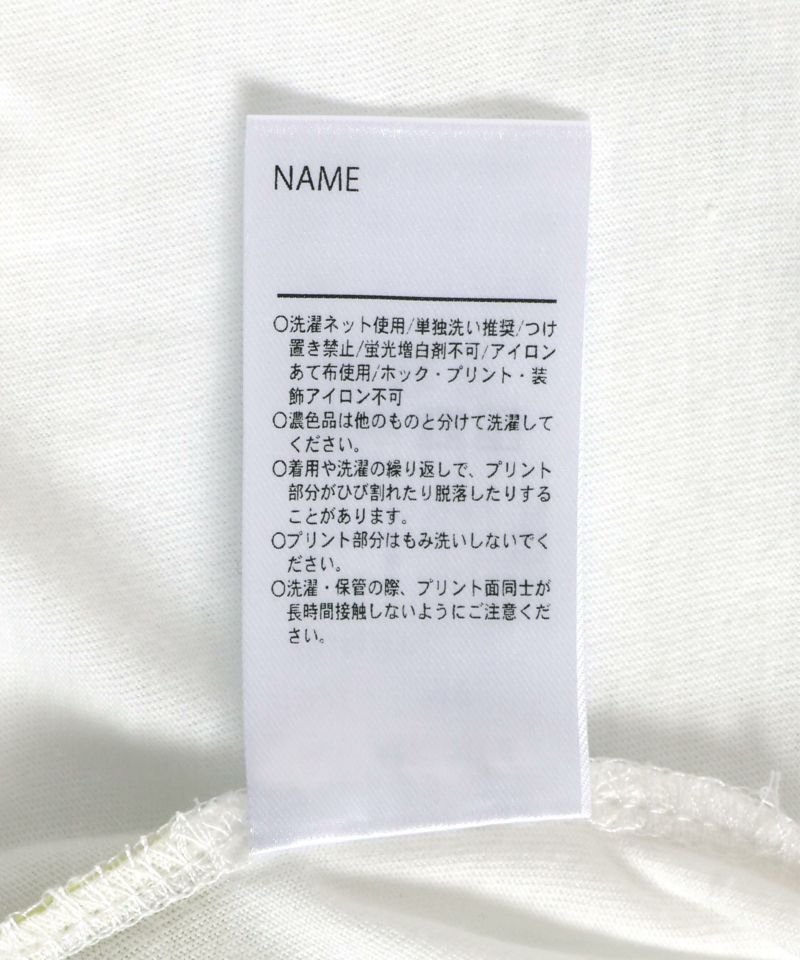 NAME
○洗濯ネット使用/単独洗い推奨/つけ
置き禁止/蛍光増白剤不可/アイロン
あて布使用/ホック・プリント・装
飾アイロン不可
○濃色品は他のものと分けて洗濯して
ください。
○着用や洗濯の繰り返しで、プリント
部分がひび割れたり脱落したりする
ことがあります。
○プリント部分はもみ洗いしないでく
ださい。
○洗濯・保管の際、プリント面同士が
長時間接触しないようにご注意くだ
さい。